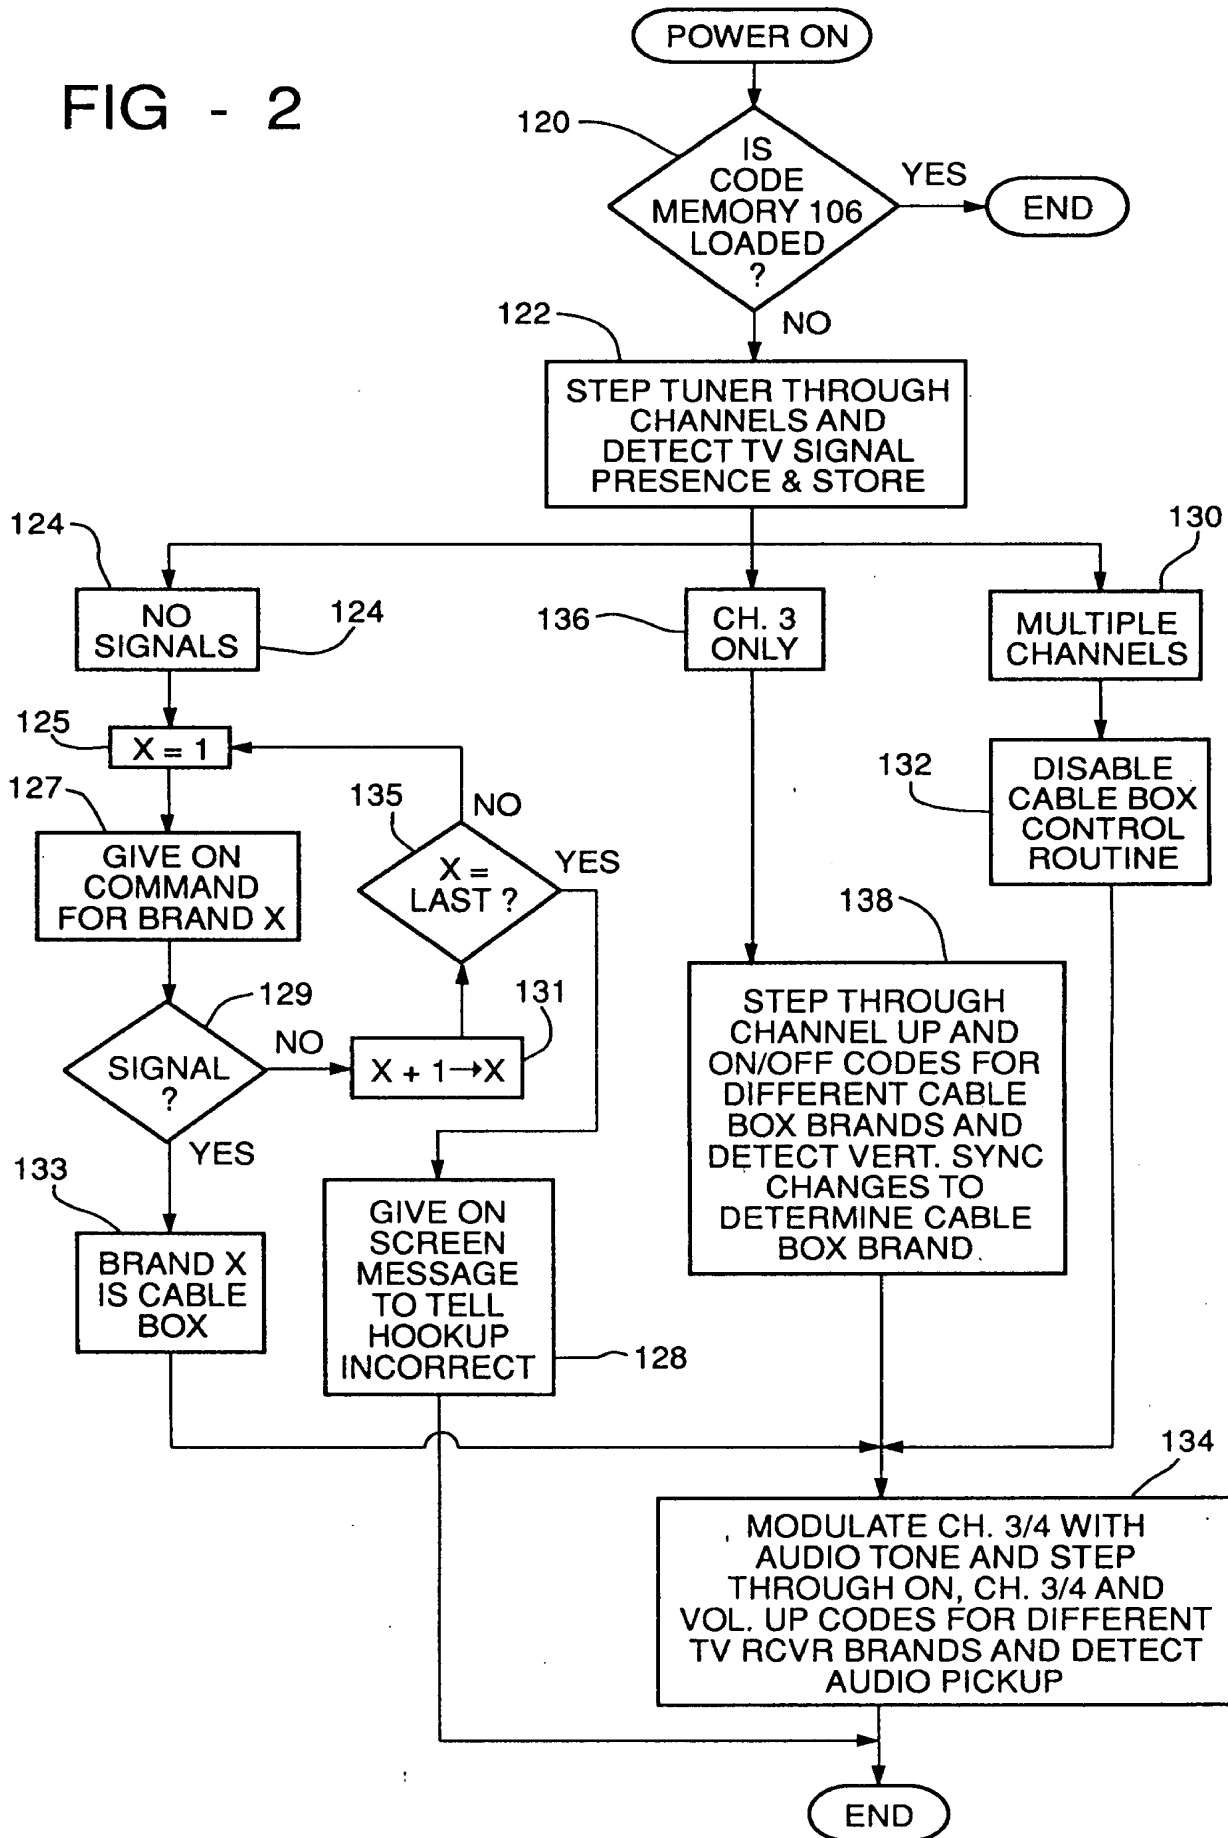 FIG - 2
POWER ON
120
IS
CODE
MEMORY 106
LOADED
?
YES
END
NO
122
STEP TUNER THROUGH
CHANNELS AND
DETECT TV SIGNAL
PRESENCE & STORE
124
NO
SIGNALS
124
136
CH. 3
ONLY
130
MULTIPLE
CHANNELS
125
X = 1
127
GIVE ON
COMMAND
FOR BRAND X
135
NO
X =
LAST ?
YES
132
DISABLE
CABLE BOX
CONTROL
ROUTINE
129
SIGNAL
?
NO
131
X + 1→X
YES
138
STEP THROUGH
CHANNEL UP AND
ON/OFF CODES FOR
DIFFERENT CABLE
BOX BRANDS AND
DETECT VERT. SYNC
CHANGES TO
DETERMINE CABLE
BOX BRAND
133
BRAND X
IS CABLE
BOX
GIVE ON
SCREEN
MESSAGE
TO TELL
HOOKUP
INCORRECT
128
134
MODULATE CH. 3/4 WITH
AUDIO TONE AND STEP
THROUGH ON, CH. 3/4 AND
VOL. UP CODES FOR DIFFERENT
TV RCVR BRANDS AND DETECT
AUDIO PICKUP
END